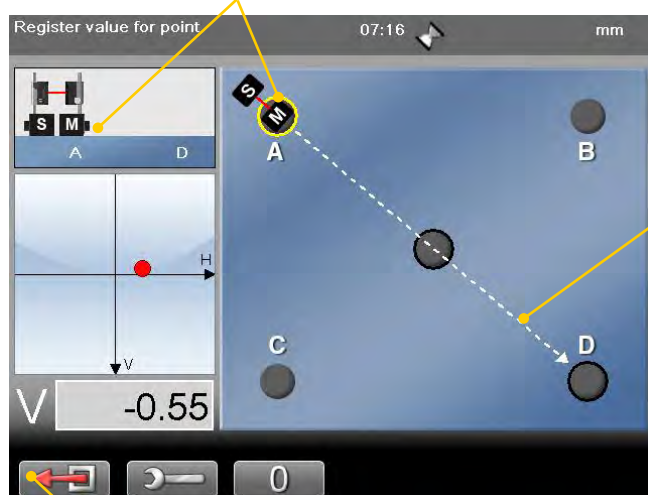 Register value for point
07:16
mm
S M
A D
S
M
A
B
H
V
C
D
V -0.55
0